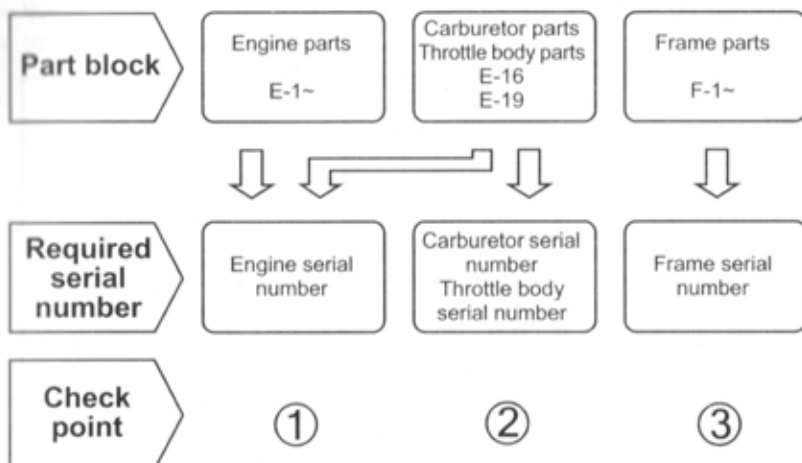 Part block
Engine parts
E-1~
Carburetor parts
Throttle body parts
E-16
E-19
Frame parts
F-1~
Required
serial
number
Engine serial
number
Carburetor serial
number
Throttle body
serial number
Frame serial
number
Check
point
①
②
③